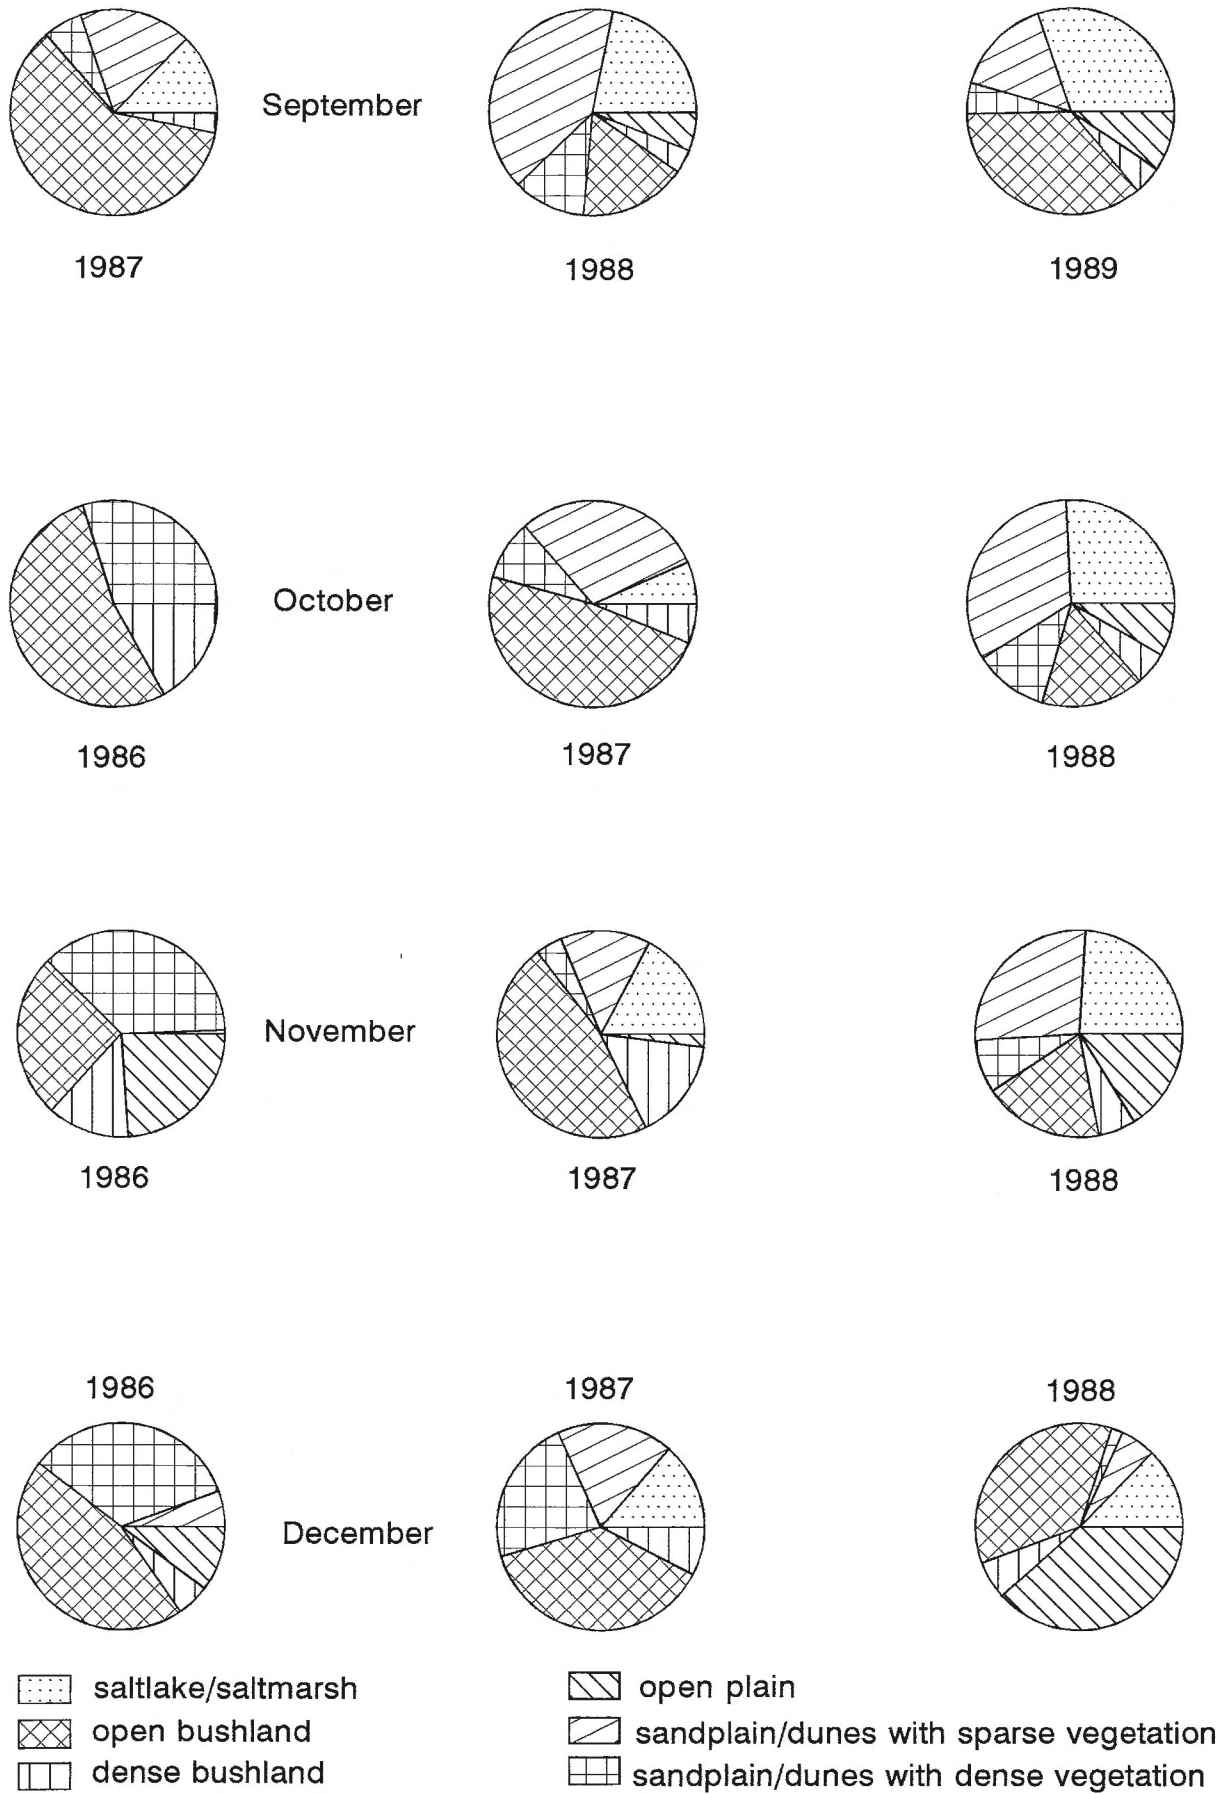 September
1987
1988
1989
October
1986
1987
1988
November
1986
1987
1988
1986
1987
1988
December
saltlake/saltmarsh
open plain
open bushland
sandplain/dunes with sparse vegetation
dense bushland
sandplain/dunes with dense vegetation